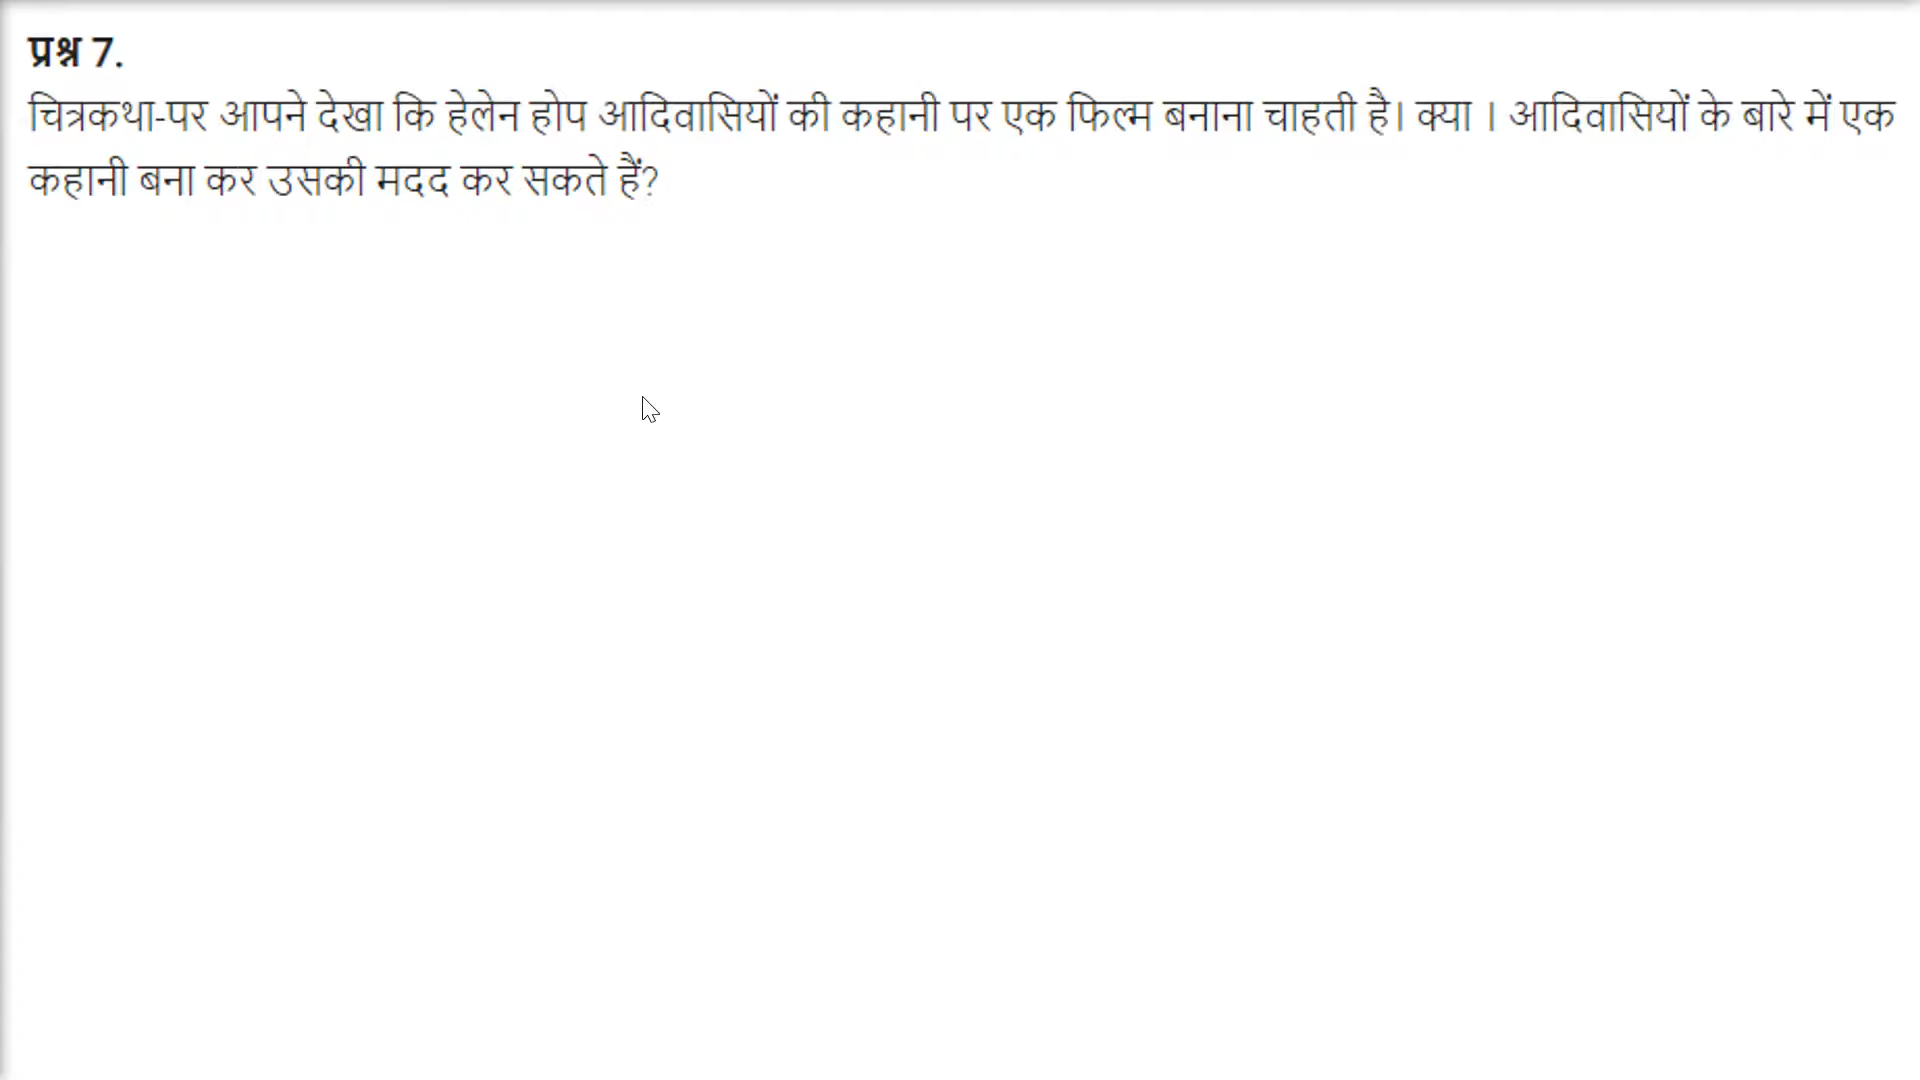 प्रश्न 7.
चित्रकथा-पर आपने देखा कि हेलेन होप आदिवासियों की कहानी पर एक फिल्म बनाना चाहती है। क्या । आदिवासियों के बारे में एक
कहानी बना कर उसकी मदद कर सकते हैं?